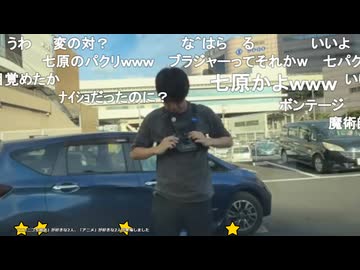 うわ 変の対？ な^はら る いいよ
七原のパクリwww ブラジャーってそれかw 七パク
目覚めたか 七原かよwww い
ﾅｲｼｮだったのに？ ボンテージ
魔術師